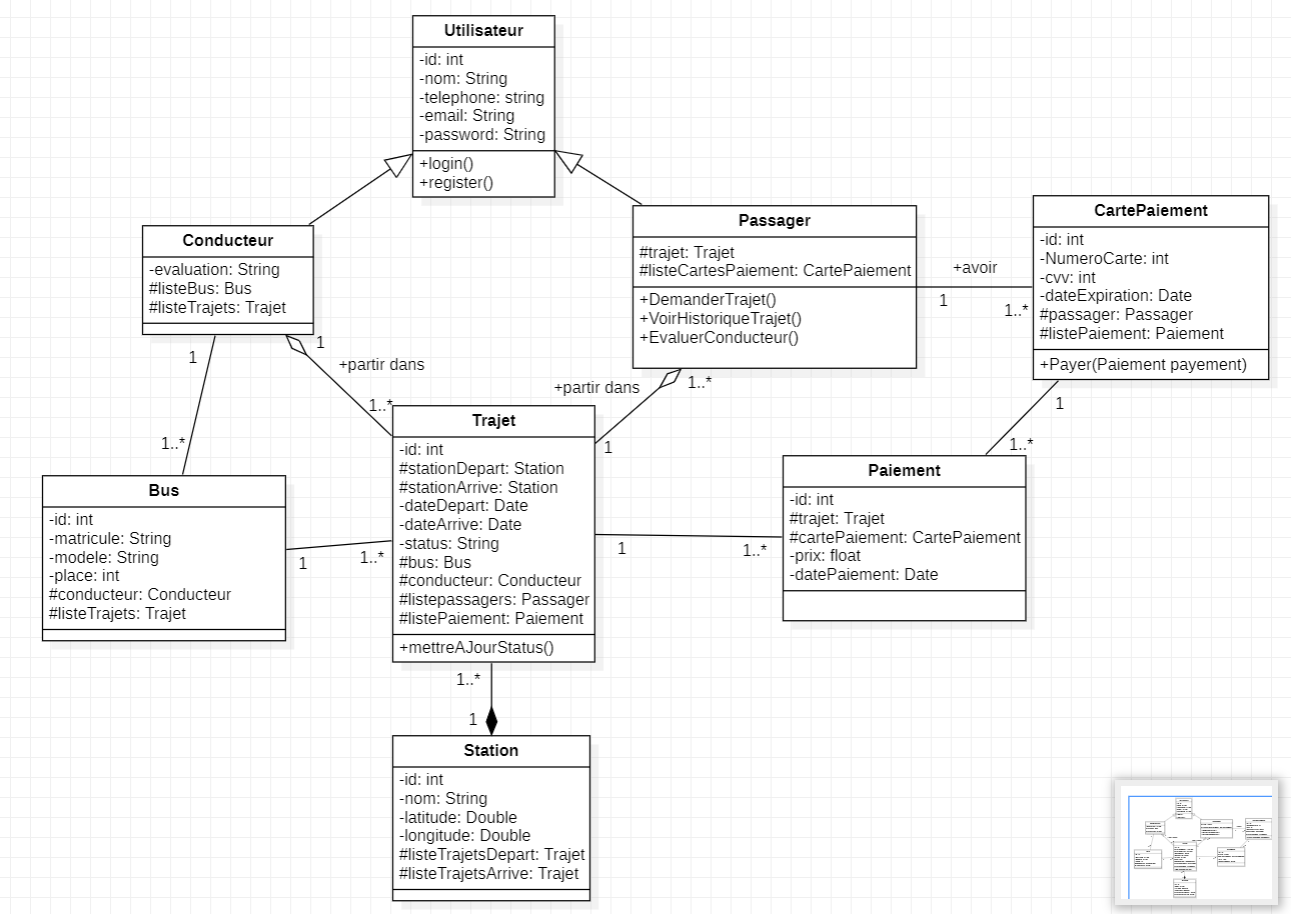 Utilisateur
-id: int
-nom: String
-telephone: string
-email: String
-password: String
+login()
+register()
Conducteur
-evaluation: String
#listeBus: Bus
#listeTrajets: Trajet
Passager
#trajet: Trajet
#listeCartesPaiement: CartePaiement
+DemanderTrajet()
+VoirHistoriqueTrajet()
+EvaluerConducteur()
+avoir
1
1..*
CartePaiement
-id: int
-NumeroCarte: int
-cvv: int
-dateExpiration: Date
#passager: Passager
#listePaiement: Paiement
+Payer(Paiement payement)
1
1..*
1
+partir dans
1..*
+partir dans
1..*
1
1
1..*
Bus
-id: int
-matricule: String
-modele: String
-place: int
#conducteur: Conducteur
#listeTrajets: Trajet
1
1..*
Trajet
-id: int
#stationDepart: Station
#stationArrive: Station
-dateDepart: Date
-dateArrive: Date
-status: String
#bus: Bus
#conducteur: Conducteur
#listepassagers: Passager
#listePaiement: Paiement
+mettreAJourStatus()
1
1..*
Paiement
-id: int
#trajet: Trajet
#cartePaiement: CartePaiement
-prix: float
-datePaiement: Date
1..*
1
Station
-id: int
-nom: String
-latitude: Double
-longitude: Double
#listeTrajetsDepart: Trajet
#listeTrajetsArrive: Trajet